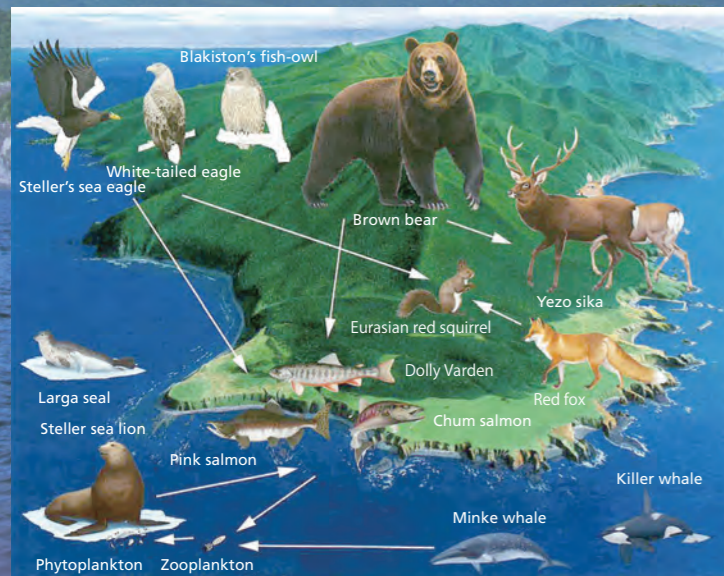 Blakiston's fish-owl
White-tailed eagle
Steller's sea eagle
Brown bear
Yezo sika
Eurasian red squirrel
Dolly Varden
Larga seal
Red fox
Chum salmon
Steller sea lion
Pink salmon
Killer whale
Minke whale
Phytoplankton
Zooplankton